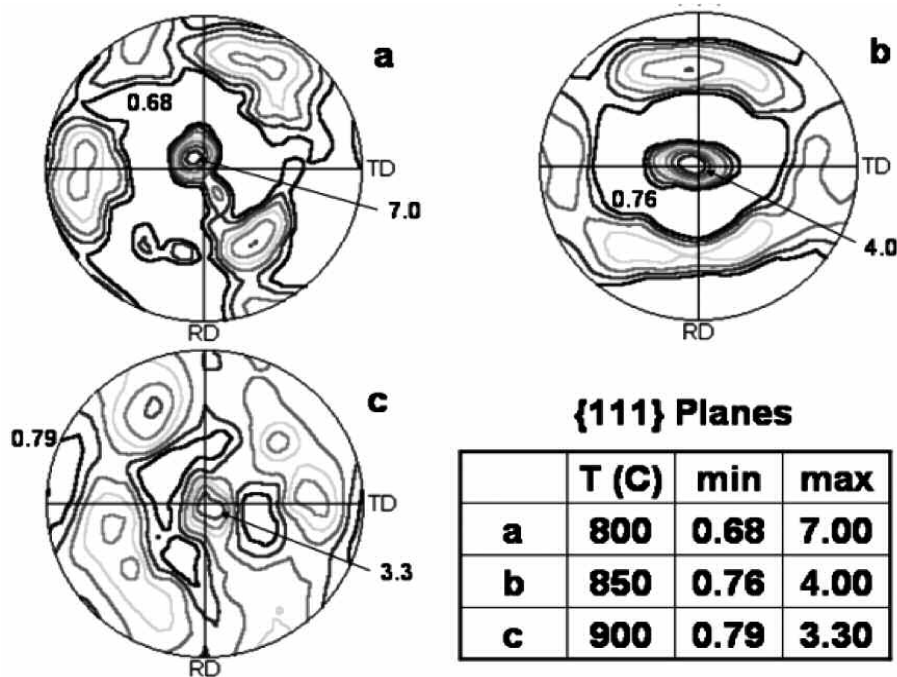 a
0.68
TD
7.0
RD
b
0.76
TD
4.0
RD
c
0.79
TD
3.3
RD
{111} Planes
T (C) min max
a 800 0.68 7.00
b 850 0.76 4.00
c 900 0.79 3.30